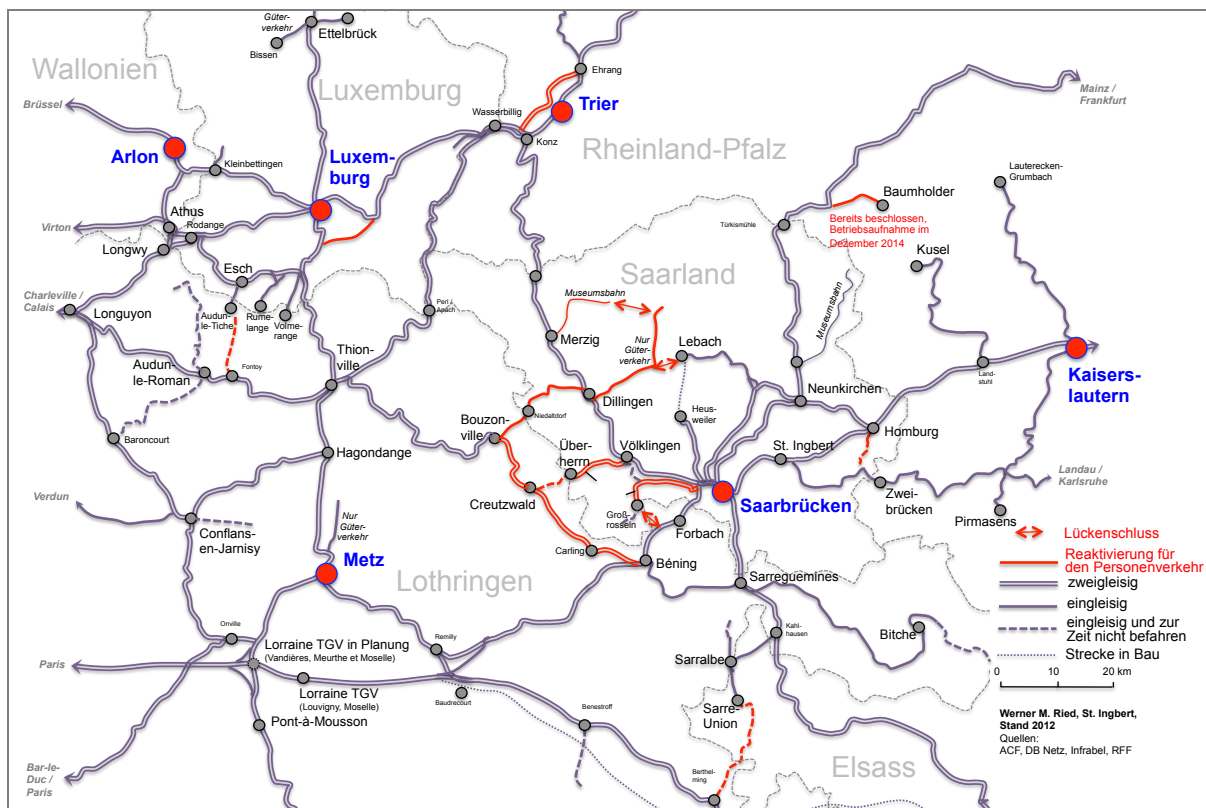 Güter-
verkehr
Ettelbrück
Bissen
Ehrang
Wallonien
Luxemburg
Mainz /
Frankfurt
Brüssel
Trier
Wasserbillig
Konz
Rheinland-Pfalz
Arlon
Kleinbettingen
Luxem-
burg
Lauterecken-
Grumbach
Baumholder
Athus
Rodange
Virton
Longwy
Türkismühle
Bereits beschlossen,
Betriebsaufnahme im
Dezember 2014
Kusel
Esch
Saarland
Charleville /
Calais
Longuyon
Audun-
le-Tiche
Rume-
lange
Volme-
range
Perl /
Apach
Museumsbahn
Museumsbahn
Merzig
Nur
Güter-
verkehr
Lebach
Thion-
ville
Audun-
le-Roman
Fontoy
Land-
stuhl
Kaisers-
lautern
Neunkirchen
Dillingen
Niedaltdorf
Heus-
weiler
Bouzon-
ville
Homburg
Baroncourt
Hagondange
Über-
herrn
Völklingen
St. Ingbert
Creutzwald
Saarbrücken
Zwei-
brücken
Landau /
Karlsruhe
Verdun
Pirmasens
Nur
Güter-
verkehr
Groß-
rosseln
Forbach
Conflans-
en-Jarnisy
Carling
Béning
Metz
Lothringen
Sarreguemines
Lückenschluss
Reaktivierung für
den Personenverkehr
zweigleisig
eingleisig
eingleisig und zur
Zeit nicht befahren
Strecke in Bau
0 10 20 km
Onville
Lorraine TGV in Planung
(Vandières, Meurthe et Moselle)
Remilly
Kahl-
hausen
Bitche
Paris
Sarralbe
Lorraine TGV
(Louvigny, Moselle)
Baudrecourt
Sarre-
Union
Pont-à-Mousson
Benestroff
Werner M. Ried, St. Ingbert,
Stand 2012
Quellen:
ACF, DB Netz, Infrabel, RFF
Bar-le-
Duc /
Paris
Berthel-
ming
Elsass